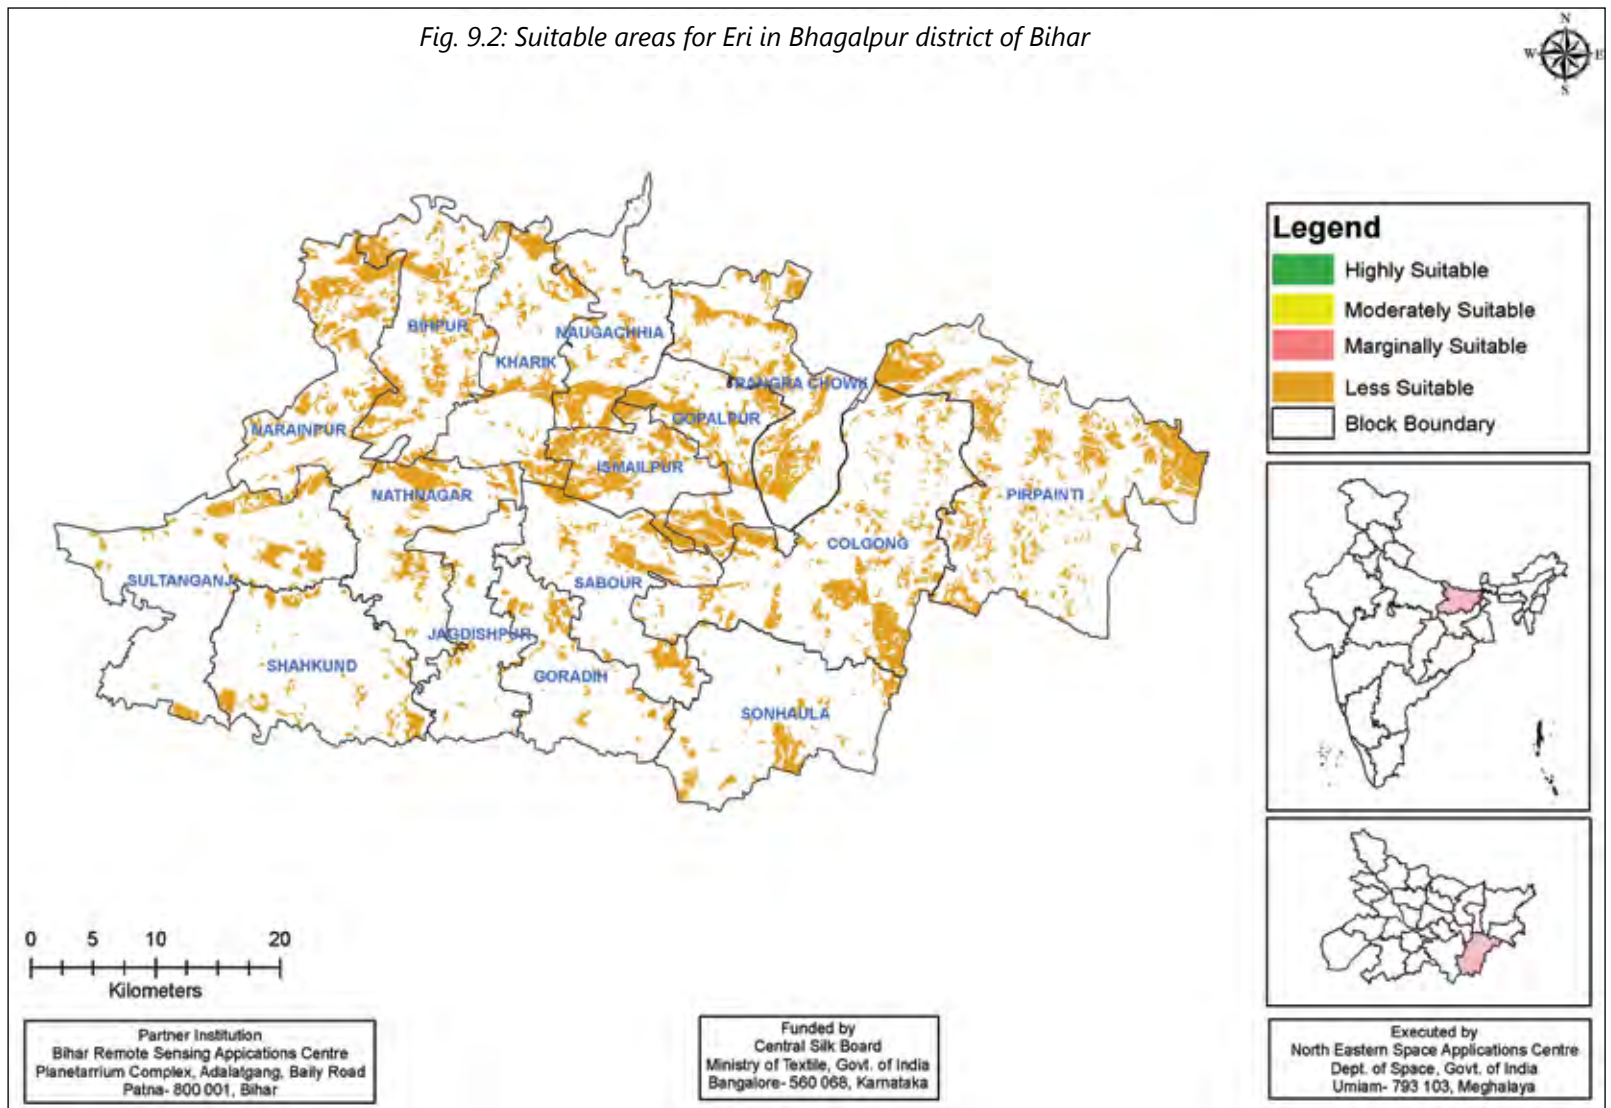 Fig. 9.2: Suitable areas for Eri in Bhagalpur district of Bihar
N
W
E
S
Legend
Highly Suitable
Moderately Suitable
Marginally Suitable
Less Suitable
Block Boundary
BIHPUR
NAUGACHHIA
KHARIK
RANGRA CHOWK
GOPALPUR
NARAINPUR
ISMAILPUR
NATHNAGAR
PIRPAINTI
COLGONG
SULTANGANJ
SABOUR
JAGDISHPUR
SHAHKUND
GORADIH
SONHAULA
0 5 10 20
Kilometers
Partner Institution
Bihar Remote Sensing Appications Centre
Planetarrium Complex, Adalatgang, Baily Road
Patna- 800 001, Bihar
Funded by
Central Silk Board
Ministry of Textile, Govt. of India
Bangalore- 560 068, Karnataka
Executed by
North Eastern Space Applications Centre
Dept. of Space, Govt. of India
Umiam- 793 103, Meghalaya